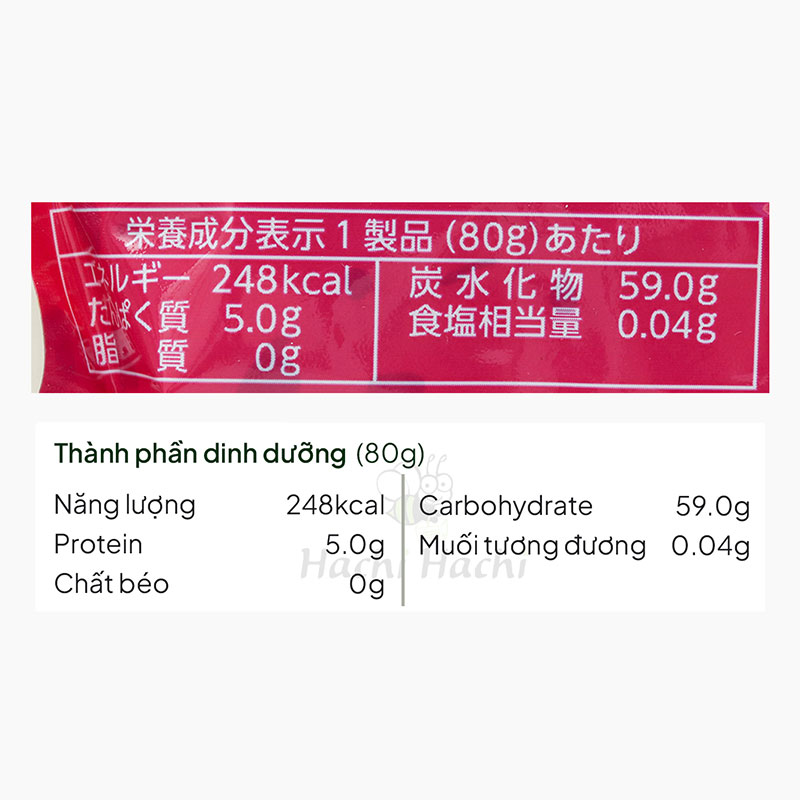 栄養成分表示1製品(80g)あたり
エネルギー 248kcal
たんぱく質 5.0g
脂質 0g
炭水化物 59.0g
食塩相当量 0.04g
Thành phần dinh dưỡng (80g)
Năng lượng 248kcal
Protein 5.0g
Chất béo 0g
Carbohydrate 59.0g
Muối tương đương 0.04g
Hachi Hachi